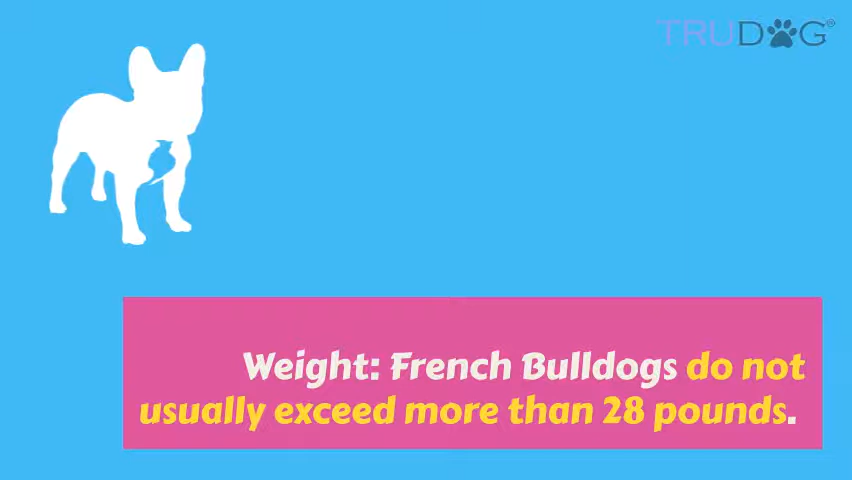 TRUDOG®
Weight: French Bulldogs do not
usually exceed more than 28 pounds.